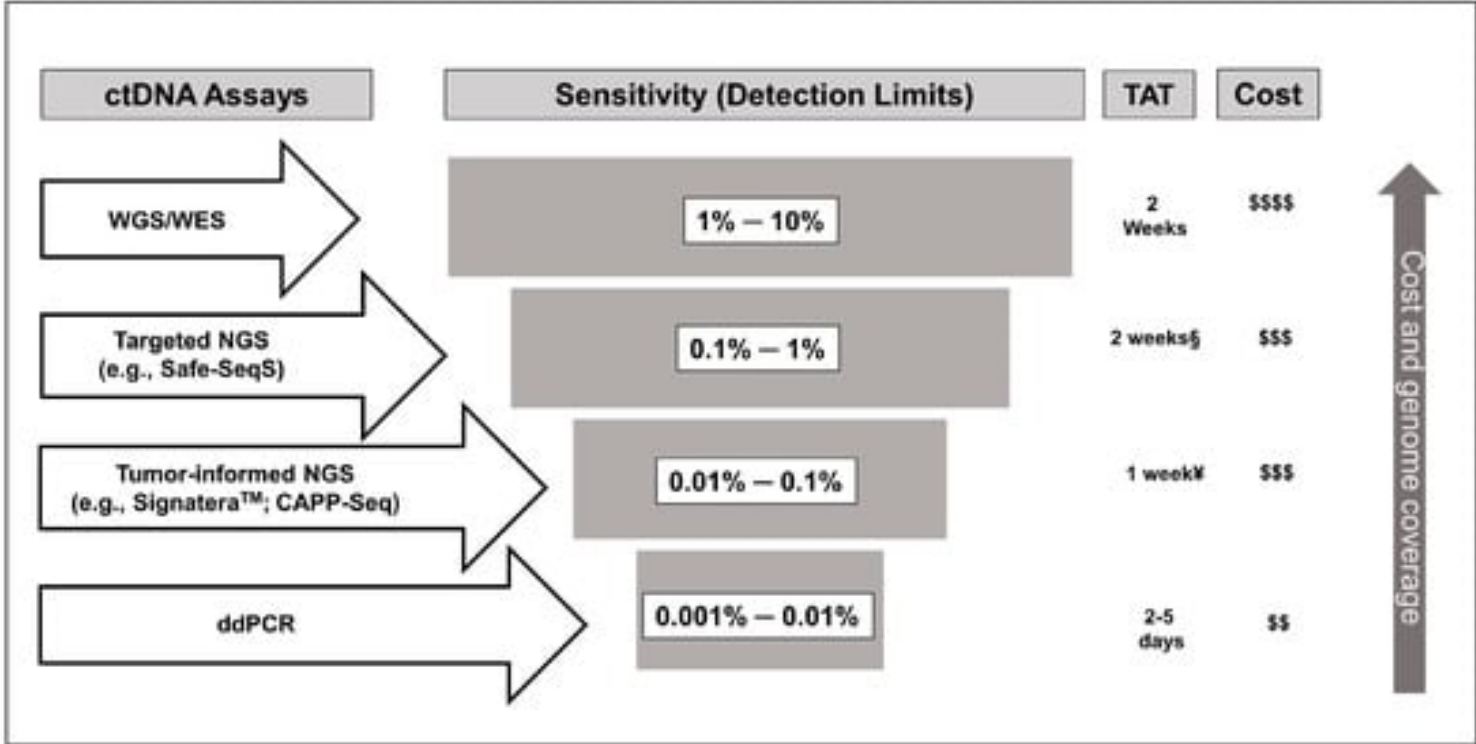 ctDNA Assays
Sensitivity (Detection Limits)
TAT
Cost
WGS/WES
1% – 10%
2
Weeks
$$$$
Targeted NGS
(e.g., Safe-SeqS)
0.1% – 1%
2 weeks§
$$$
Tumor-informed NGS
(e.g., Signatera™; CAPP-Seq)
0.01% – 0.1%
1 week¥
$$$
ddPCR
0.001% – 0.01%
2-5
days
$$
Cost and genome coverage